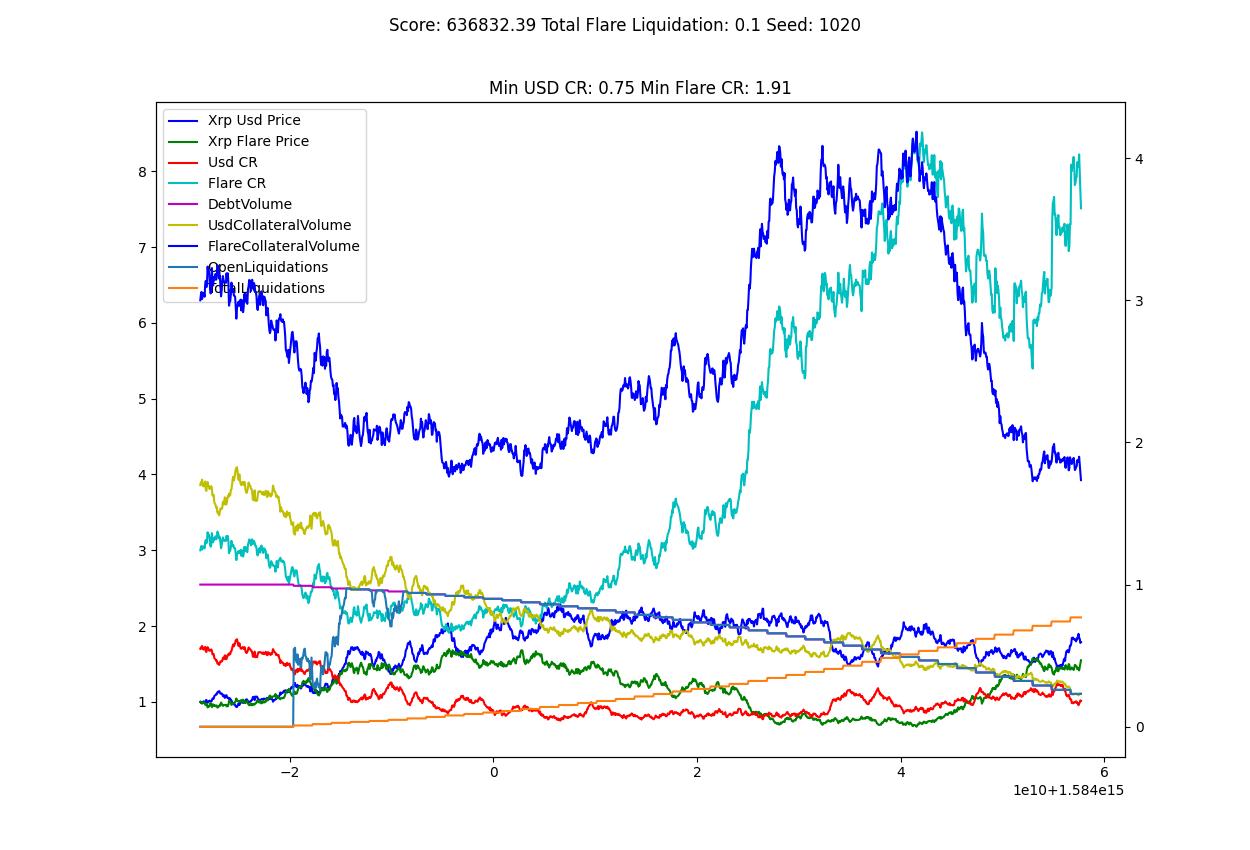 Score: 636832.39 Total Flare Liquidation: 0.1 Seed: 1020
Min USD CR: 0.75 Min Flare CR: 1.91
Xrp Usd Price
Xrp Flare Price
Usd CR
Flare CR
DebtVolume
UsdCollateralVolume
FlareCollateralVolume
OpenLiquidations
TotalLiquidations
8
7
6
5
4
3
2
1
4
3
2
1
0
−2
0
2
4
6
1e10+1.584e15